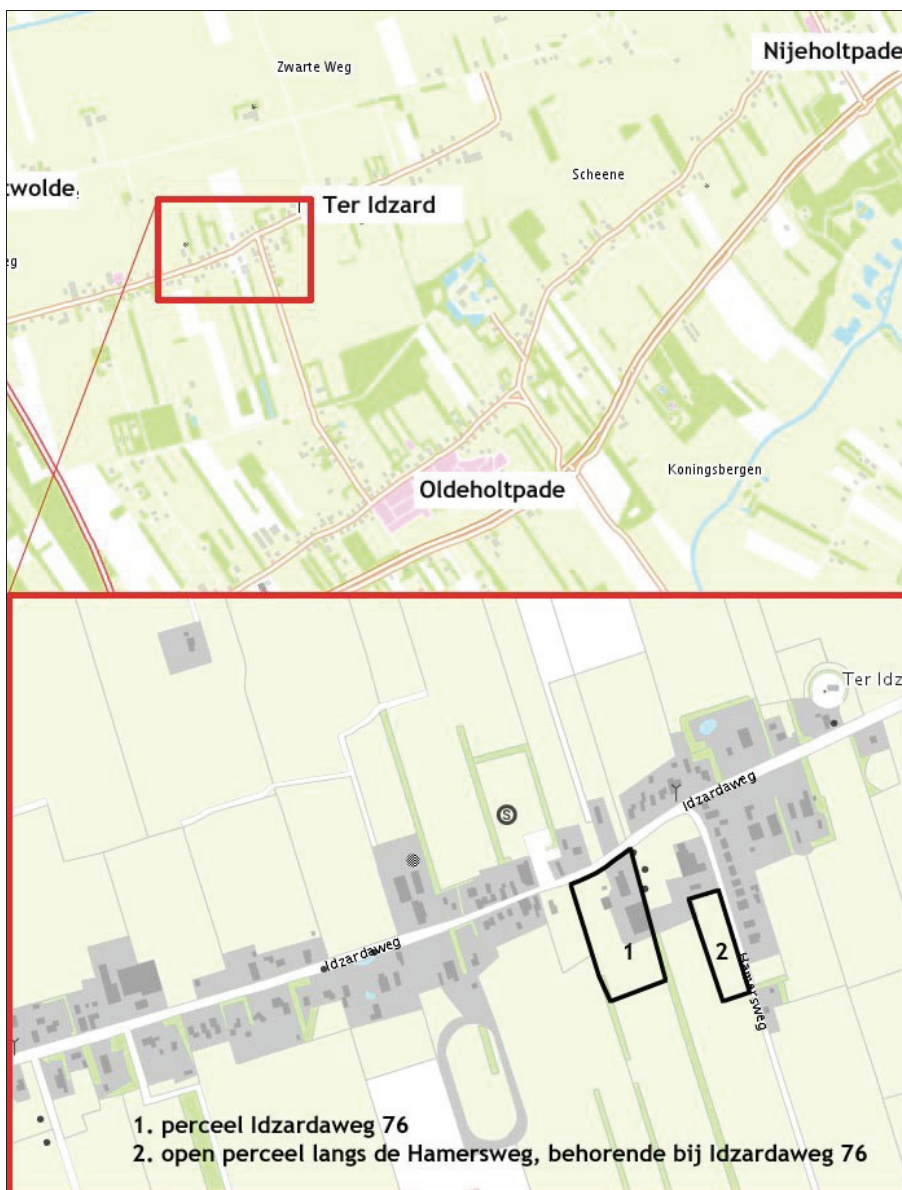 Nijeholtpade
Zwarte Weg
Scheene
twolde
Ter Idzard
eg
Koningsbergen
Oldeholtpade
Ter Idz
Idzardaweg
S
Idzardaweg
1
2
Hamersweg
1. perceel Idzardaweg 76
2. open perceel langs de Hamersweg, behorende bij Idzardaweg 76